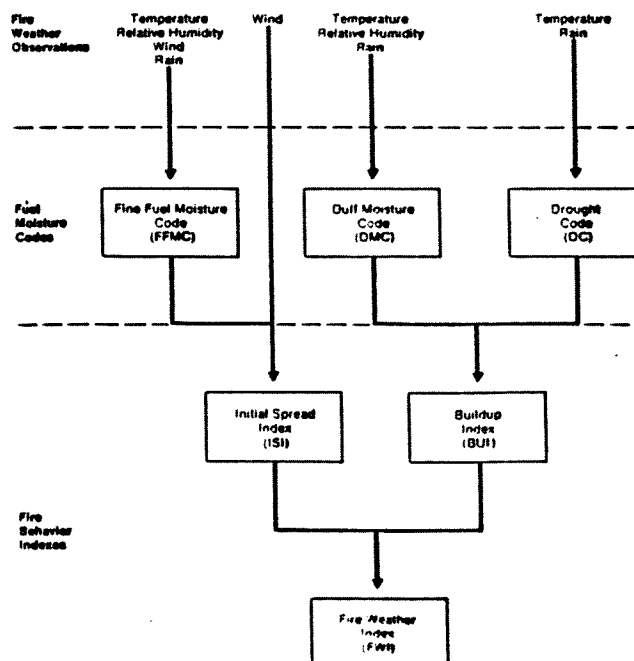 Fire
Weather
Observations
Temperature
Relative Humidity
Wind
Rain
Wind
Temperature
Relative Humidity
Rain
Temperature
Rain
Fuel
Moisture
Codes
Fine Fuel Moisture
Code
(FFMC)
Duff Moisture
Code
(DMC)
Drought
Code
(DC)
Initial Spread
Index
(ISI)
Buildup
Index
(BUI)
Fire
Behavior
Indexes
Fire Weather
Index
(FWI)